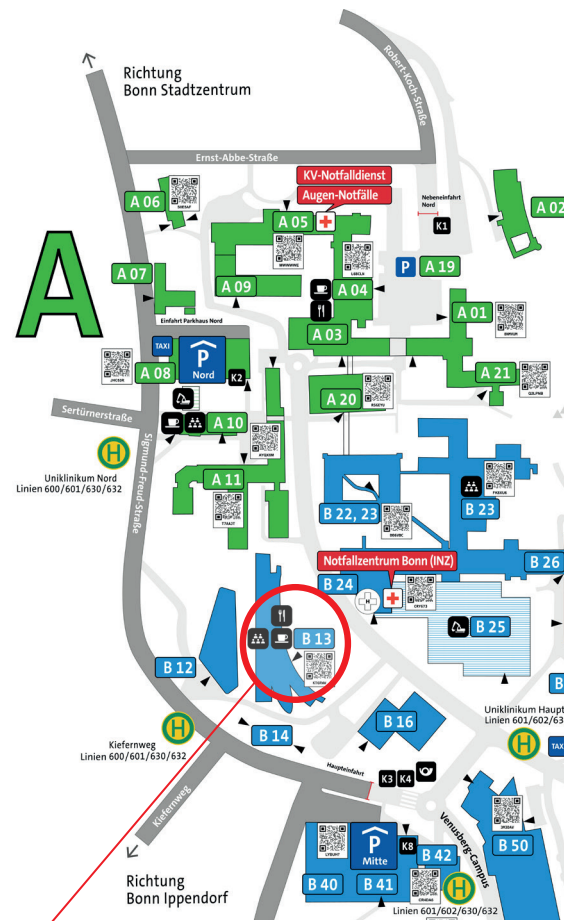 Richtung
Bonn Stadtzentrum
Robert-Koch-Straße
Ernst-Abbe-Straße
KV-Notfalldienst
Augen-Notfälle
Nebeneinfahrt
Nord
K1
A 06
A 05
A 02
A
A 07
A 09
A 04
P
A 19
A 01
Einfahrt Parkhaus Nord
A 03
TAXI
P
Nord
A 08
K2
A 21
A 20
Sertürnerstraße
A 10
H
Uniklinikum Nord
Linien 600/601/630/632
Sigmund-Freud-Straße
A 11
B 22, 23
B 23
Notfallzentrum Bonn (INZ)
B 24
H
B 26
B 13
B 25
B 12
B
B 16
Uniklinikum Haupt
Linien 601/602/63
H
TAX
H
Kiefernweg
Linien 600/601/630/632
B 14
Haupteinfahrt
K3
K4
Kiefernweg
Venusberg-Campus
P
Mitte
K8
B 42
B 50
B 40
B 41
H
Linien 601/602/630/632
Richtung
Bonn Ippendorf